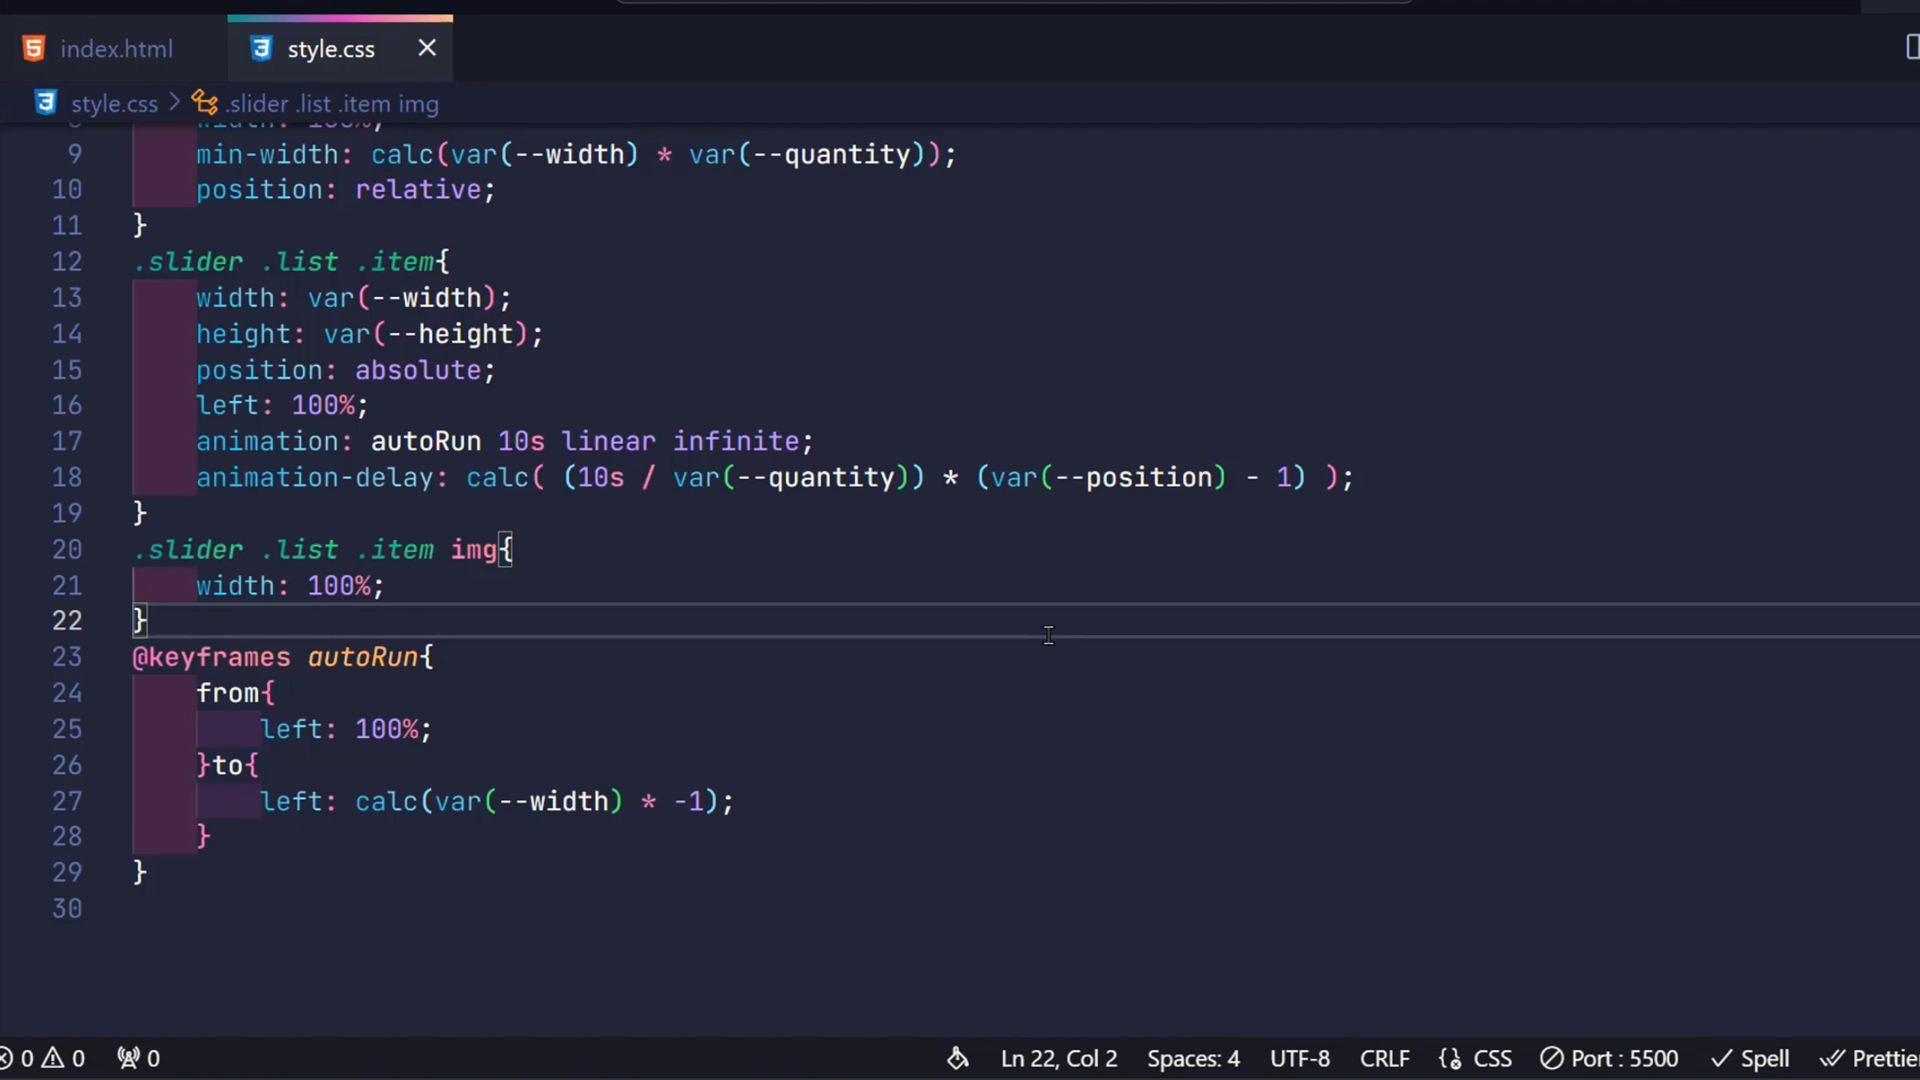 index.html
style.css
style.css > .slider .list .item img
9 min-width: calc(var(--width) * var(--quantity));
10 position: relative;
11 }
12 .slider .list .item{
13 width: var(--width);
14 height: var(--height);
15 position: absolute;
16 left: 100%;
17 animation: autoRun 10s linear infinite;
18 animation-delay: calc( (10s / var(--quantity)) * (var(--position) - 1) );
19 }
20 .slider .list .item img{
21 width: 100%;
22 }
23 @keyframes autoRun{
24 from{
25 left: 100%;
26 }to{
27 left: calc(var(--width) * -1);
28 }
29 }
30
0 0 0 Ln 22, Col 2 Spaces: 4 UTF-8 CRLF CSS Port : 5500 Spell Prettier